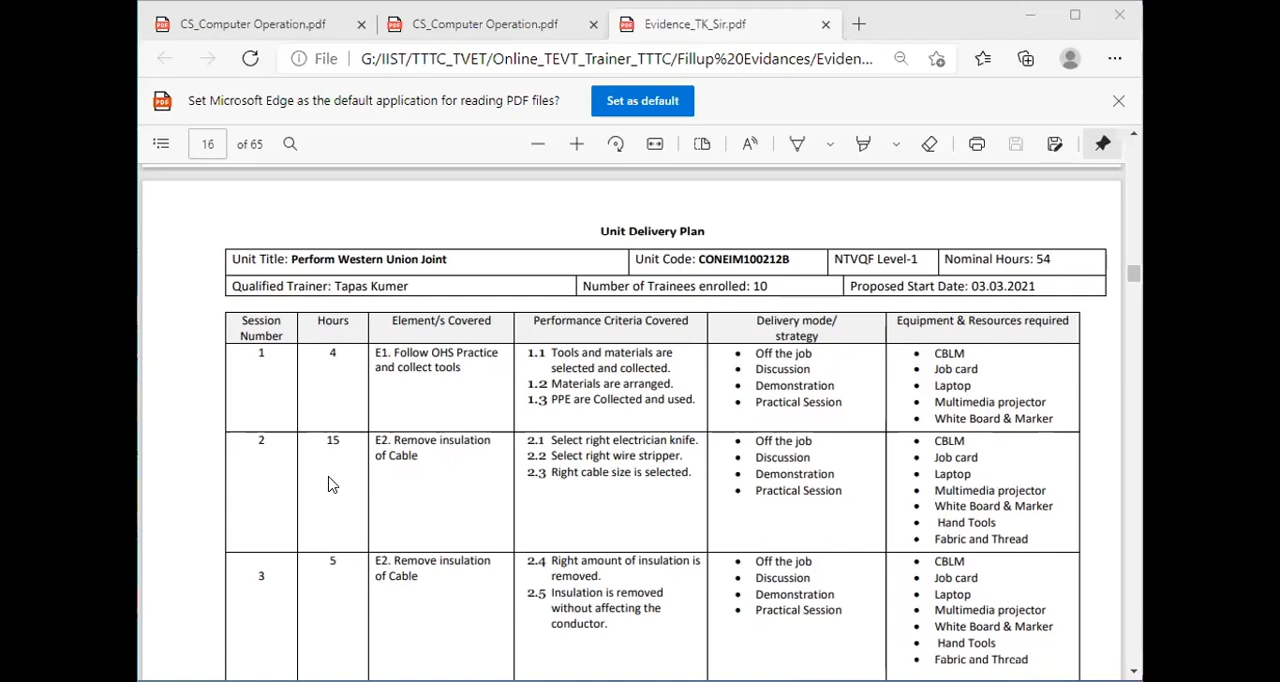 CS_Computer Operation.pdf CS_Computer Operation.pdf Evidence_TK_Sir.pdf
File G:/IIST/TTTC_TVET/Online_TEVT_Trainer_TTTC/Fillup%20Evidances/Eviden...
Set Microsoft Edge as the default application for reading PDF files? Set as default
16 of 65
Unit Delivery Plan
Unit Title: Perform Western Union Joint Unit Code: CONEIM100212B NTVQF Level-1 Nominal Hours: 54
Qualified Trainer: Tapas Kumer Number of Trainees enrolled: 10 Proposed Start Date: 03.03.2021
Session Number Hours Element/s Covered Performance Criteria Covered Delivery mode/ strategy Equipment & Resources required
1
4
E1. Follow OHS Practice
and collect tools
1.1 Tools and materials are
selected and collected.
1.2 Materials are arranged.
1.3 PPE are Collected and used.
• Off the job
• Discussion
• Demonstration
• Practical Session
• CBLM
• Job card
• Laptop
• Multimedia projector
• White Board & Marker
2
15
E2. Remove insulation
of Cable
2.1 Select right electrician knife.
2.2 Select right wire stripper.
2.3 Right cable size is selected.
• Off the job
• Discussion
• Demonstration
• Practical Session
• CBLM
• Job card
• Laptop
• Multimedia projector
• White Board & Marker
• Hand Tools
• Fabric and Thread
3
5
E2. Remove insulation
of Cable
2.4 Right amount of insulation is
removed.
2.5 Insulation is removed
without affecting the
conductor.
• Off the job
• Discussion
• Demonstration
• Practical Session
• CBLM
• Job card
• Laptop
• Multimedia projector
• White Board & Marker
• Hand Tools
• Fabric and Thread